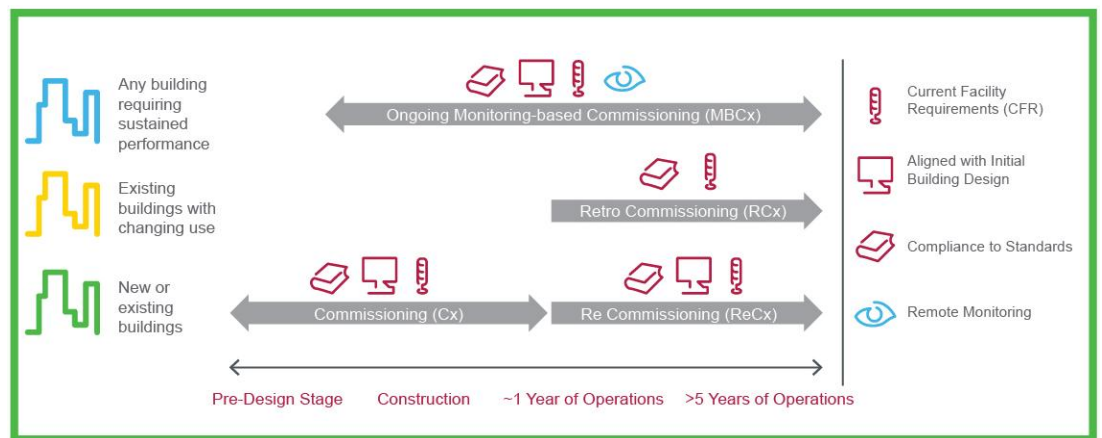 Any building
requiring
sustained
performance
Ongoing Monitoring-based Commissioning (MBCx)
Existing
buildings with
changing use
Retro Commissioning (RCx)
New or
existing
buildings
Commissioning (Cx)
Re Commissioning (ReCx)
Pre-Design Stage
Construction
~1 Year of Operations
>5 Years of Operations
Current Facility
Requirements (CFR)
Aligned with Initial
Building Design
Compliance to Standards
Remote Monitoring